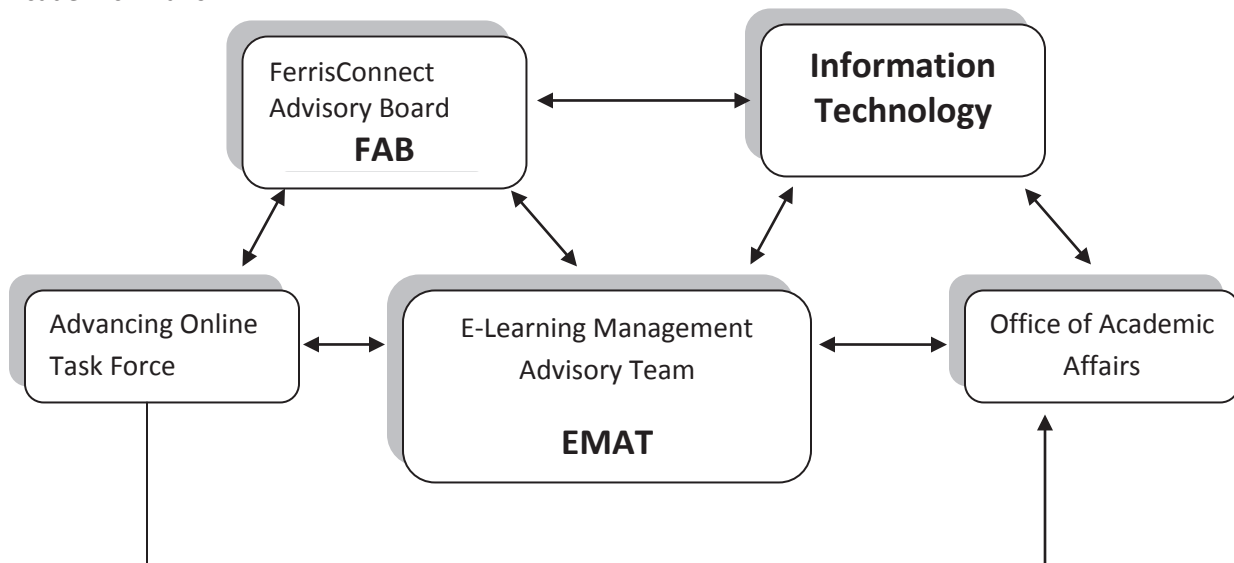 FerrisConnect
Advisory Board
FAB
Information
Technology
Advancing Online
Task Force
E-Learning Management
Advisory Team
EMAT
Office of Academic
Affairs